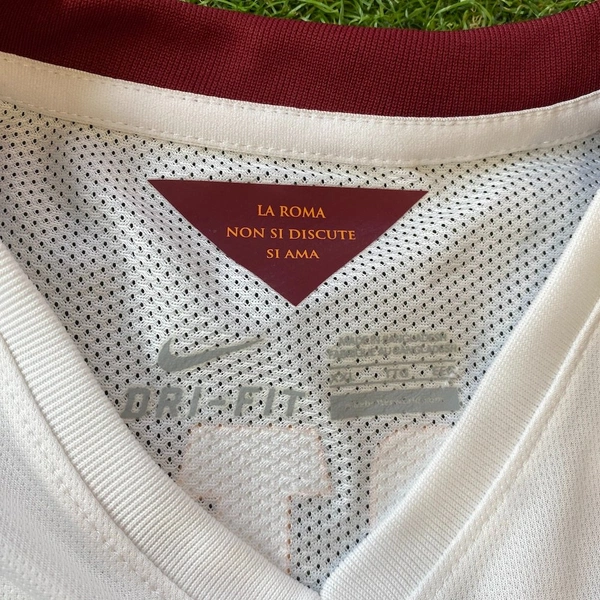 LA ROMA
NON SI DISCUTE
SI AMA
DRI-FIT